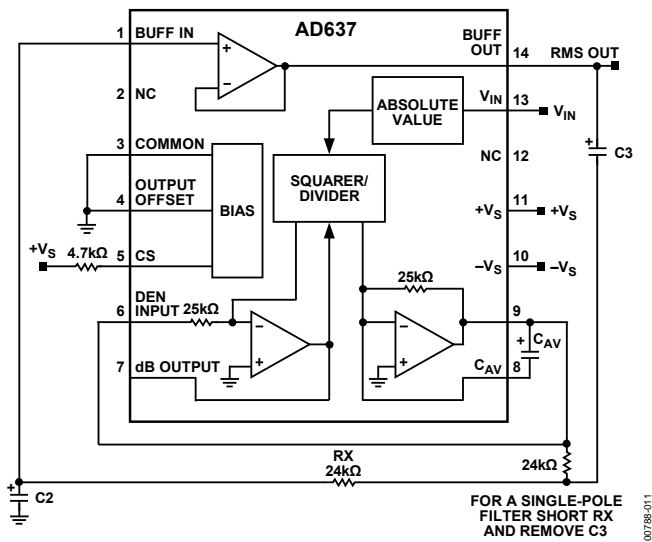 AD637
1 BUFF IN
BUFF
OUT 14 RMS OUT
2 NC
ABSOLUTE
VALUE
VIN 13 VIN
3 COMMON
NC 12
C3
+
4 OUTPUT
OFFSET
BIAS
SQUARER/
DIVIDER
+VS 11 +VS
+VS 4.7kΩ 5 CS
–VS 10 –VS
6 DEN
INPUT 25kΩ
25kΩ
9
+ CAV
7 dB OUTPUT
CAV 8
+
–
–
+
–
+
RX
24kΩ
24kΩ
+
C2
FOR A SINGLE-POLE
FILTER SHORT RX
AND REMOVE C3
00788-011